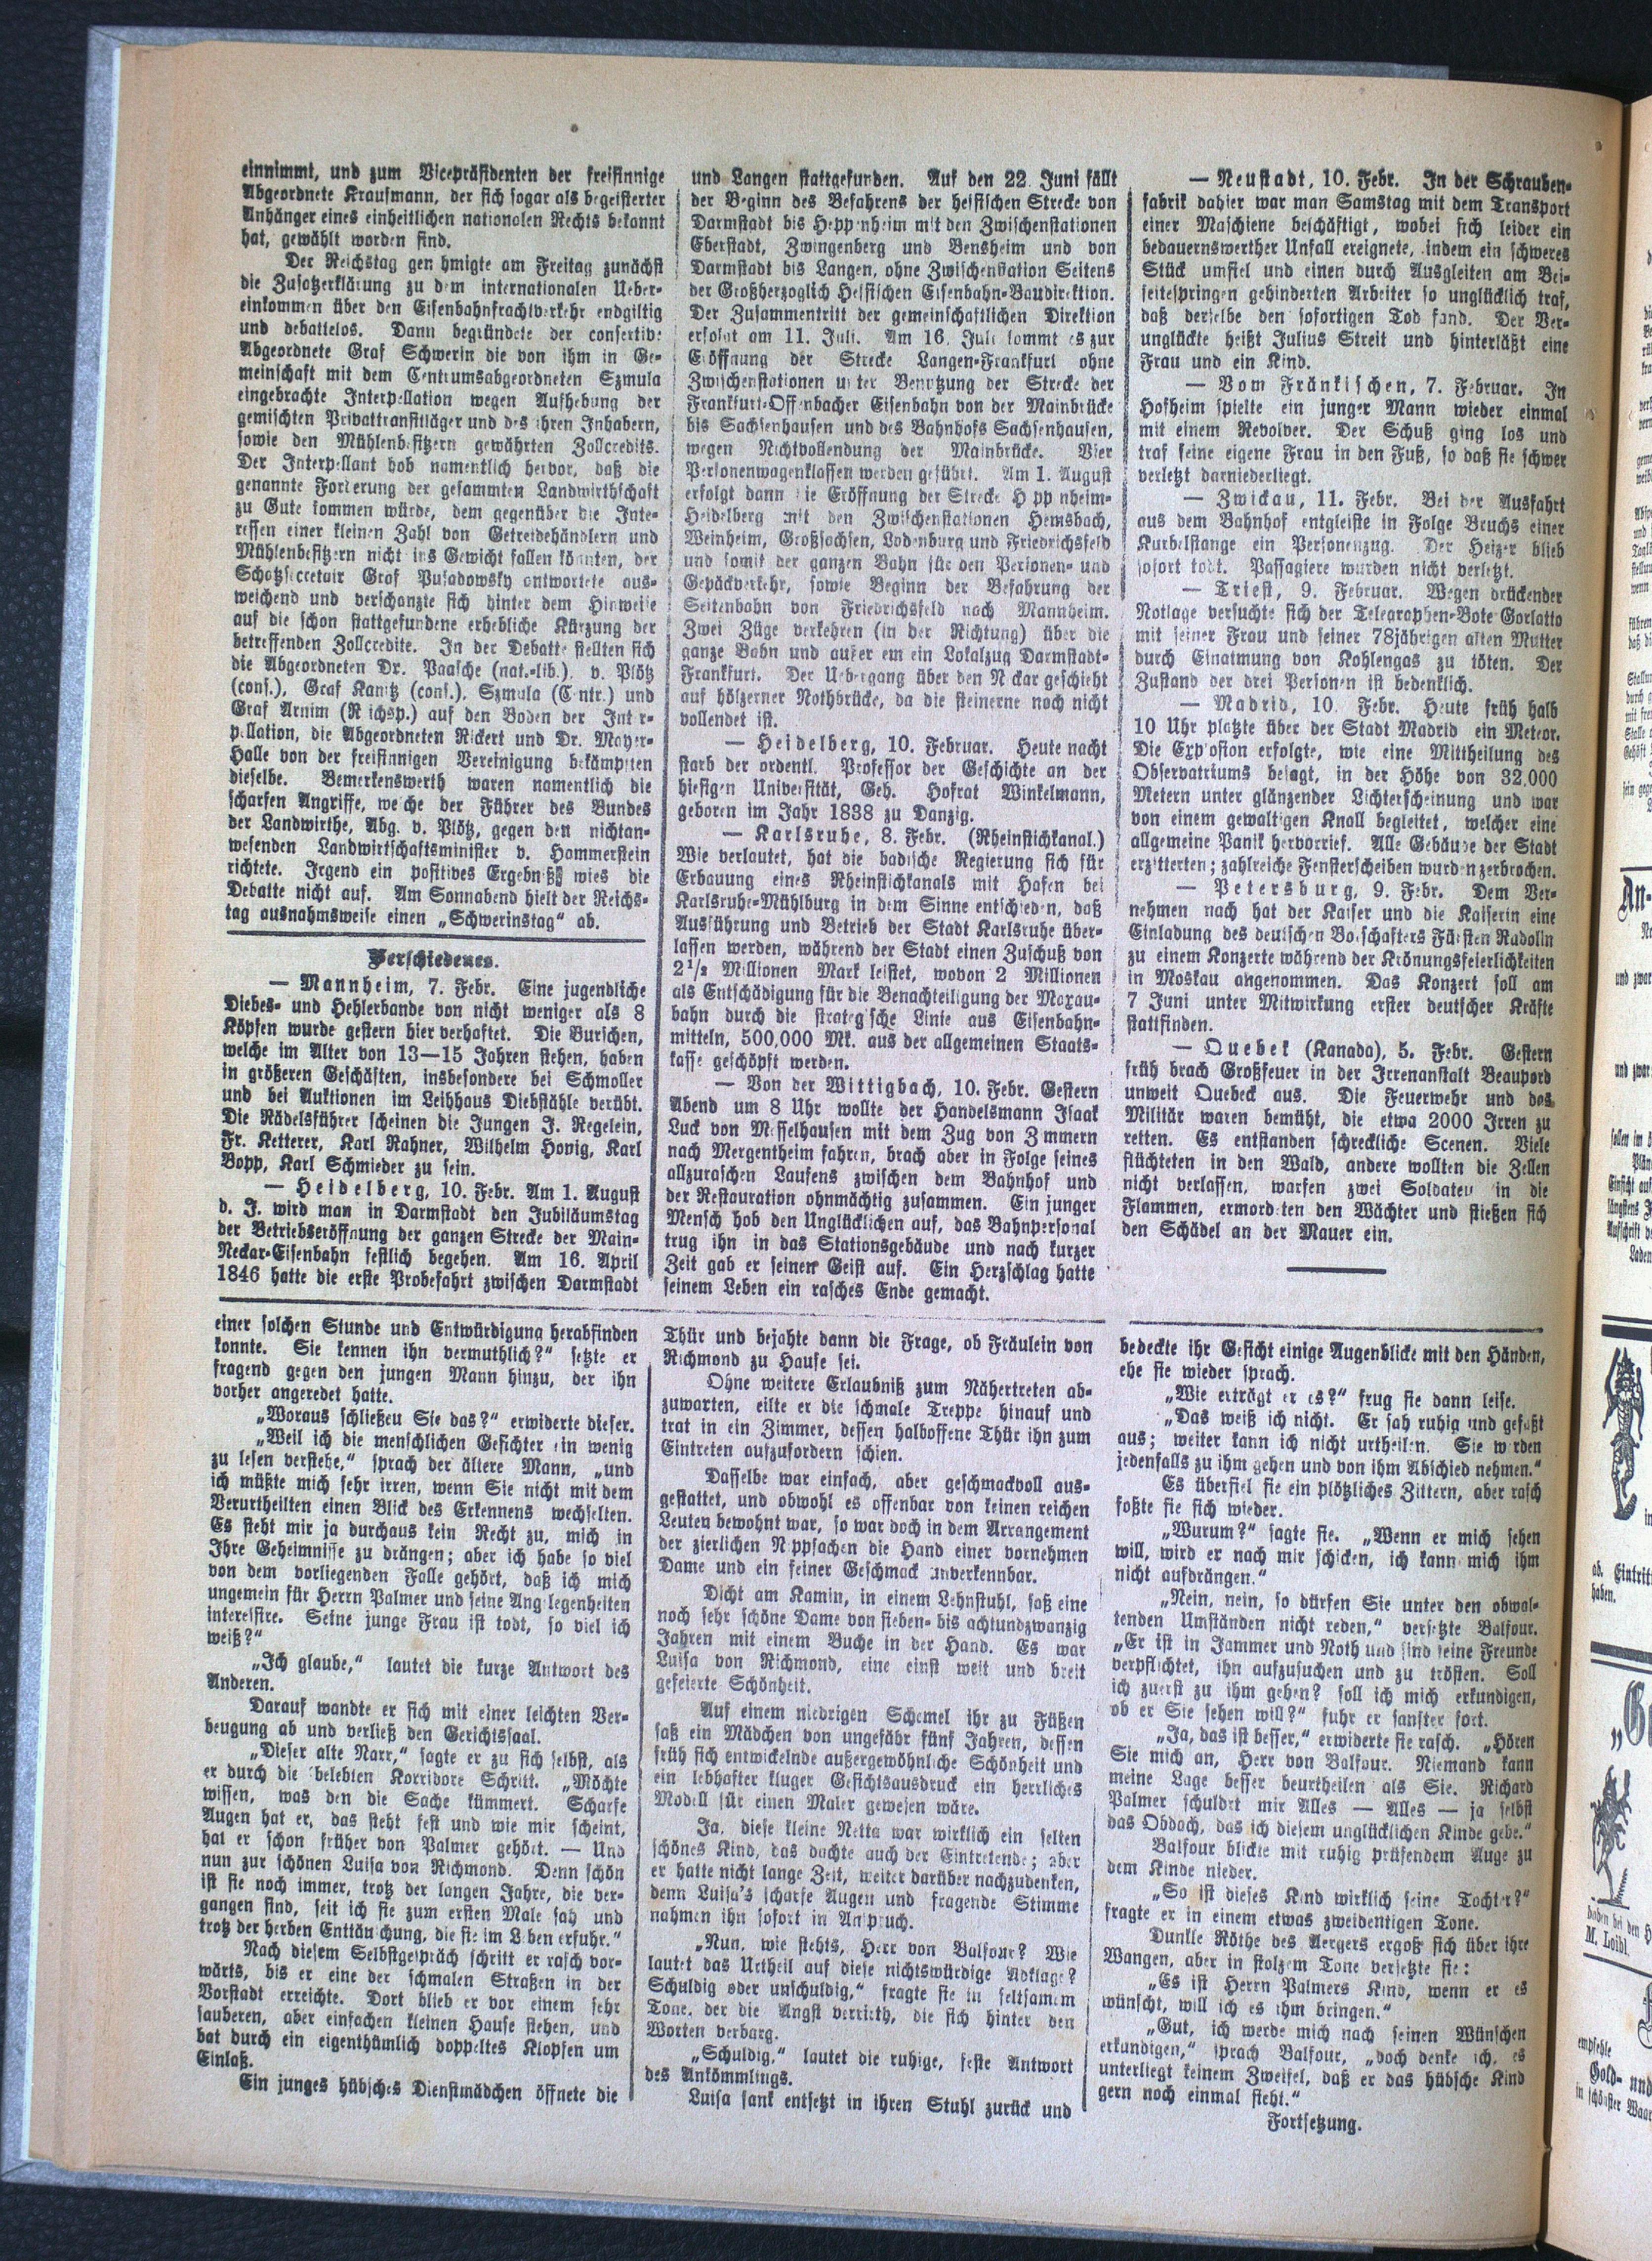 einnimmt, und zum Vicepräsidenten der freisinnige
Abgeordnete Kraufmann, der sich sogar als begeisterter
Anhänger eines einheitlichen nationalen Rechts bekannt
hat, gewählt worden sind.
Der Reichstag gen hmigte am Freitag zunächst
die Zusatzerklärung zu dem internationalen Ueber-
einkommen über den Eisenbahnfrachtverkehr endgiltig
und debattelos. Dann begründete der consertive
Abgeordnete Graf Schwerin die von ihm in Ge-
meinschaft mit dem Centrumsabgeordneten Szmula
eingebrachte Interpellation wegen Aufhebung der
gemischten Privattransitläger und des ihren Inhabern,
sowie den Mühlenbesitzern gewährten Zollcredits.
Der Interpellant hob namentlich hervor, daß die
genannte Forderung der gesammten Landwirthschaft
zu Gute kommen würde, dem gegenüber die Inte-
ressen einer kleinen Zahl von Getreidehändlern und
Mühlenbesitzern nicht ins Gewicht fallen könnten, der
Schatzsecretair Graf Pusadowsky antwortete aus-
weichend und verschanzte sich hinter dem Hinweise
auf die schon stattgefundene erhebliche Kürzung der
betreffenden Zollcredite. In der Debatte stellten sich
die Abgeordneten Dr. Paasche (nat.-lib.). v. Plötz
(cons.), Graf Kanitz (cons.). Szmula (C ntr.) und
Graf Arnim (R ichsp.) auf den Boden der Int r-
pellation, die Abgeordneten Rickert und Dr. Mayer-
Halle von der freisinnigen Vereinigung bekämpften
dieselbe. Bemerkenswerth waren namentlich die
scharfen Angriffe, welche der Führer des Bundes
der Landwirthe, Abg. v. Plötz, gegen den nichtan-
wesenden Landwirtschaftsminister v. Hammerstein
richtete. Irgend ein positives Ergebniß wies die
Debatte nicht auf. Am Sonnabend hielt der Reichs-
tag ausnahmsweise einen „Schwerinstag“ ab.
Verschiedenes.
— Mannheim, 7. Febr. Eine jugendliche
Diebes- und Hehlerbande von nicht weniger als 8
Köpfen wurde gestern hier verhaftet. Die Burschen,
welche im Alter von 13—15 Jahren stehen, haben
in größeren Geschäften, insbesondere bei Schmoller
und bei Auktionen im Leihhaus Diebstähle verübt.
Die Rädelsführer scheinen die Jungen J. Regelein,
Fr. Ketterer, Karl Rahner, Wilhelm Honig, Karl
Bopp, Karl Schmieder zu sein.
— Heidelberg, 10. Febr. Am 1. August
d. J. wird man in Darmstadt den Jubiläumstag
der Betriebseröffnung der ganzen Strecke der Main-
Neckar-Eisenbahn festlich begehen. Am 16. April
1846 hatte die erste Probefahrt zwischen Darmstadt
und Langen stattgefunden. Auf den 22. Juni fällt
der Beginn des Befahrens der hessischen Strecke von
Darmstadt bis Heppenheim mit den Zwischenstationen
Eberstadt, Zwingenberg und Bensheim und von
Darmstadt bis Langen, ohne Zwischenstation Seitens
der Großherzoglich Hessischen Eisenbahn-Baudirektion.
Der Zusammentritt der gemeinschaftlichen Direktion
erfolgt am 11. Juli. Am 16. Juli kommt es zur
Eröffnung der Strecke Langen-Frankfurt ohne
Zwischenstationen unter Benutzung der Strecke der
Frankfurt-Offenbacher Eisenbahn von der Mainbrücke
bis Sachsenhausen und des Bahnhofs Sachsenhausen,
wegen Nichtvollendung der Mainbrücke. Vier
Personenwagenklassen werden geführt. Am 1. August
erfolgt dann die Eröffnung der Strecke H pp nheim-
Heidelberg mit den Zwischenstationen Hemsbach,
Weinheim, Großsachsen, Ladenburg und Friedrichsfeld
und somit der ganzen Bahn für den Personen- und
Gepäckverkehr, sowie Beginn der Befahrung der
Seitenbahn von Friedrichsfeld nach Mannheim.
Zwei Züge verkehren (in der Richtung) über die
ganze Bahn und außer em ein Lokalzug Darmstadt-
Frankfurt. Der Uebergang über den N ckar geschieht
auf hölzerner Nothbrücke, da die steinerne noch nicht
vollendet ist.
— Heidelberg, 10. Februar. Heute nacht
starb der ordentl. Professor der Geschichte an der
hiesigen Universität, Geh. Hofrat Winkelmann,
geboren im Jahr 1838 zu Danzig.
— Karlsruhe, 8. Febr. (Rheinstichkanal.)
Wie verlautet, hat die badische Regierung sich für
Erbauung eines Rheinstichkanals mit Hafen bei
Karlsruhe-Mühlburg in dem Sinne entschieden, daß
Ausführung und Betrieb der Stadt Karlsruhe über-
lassen werden, während der Stadt einen Zuschuß von
2½ Millionen Mark leistet, wovon 2 Millionen
als Entschädigung für die Benachteiligung der Maxau-
bahn durch die strateg'sche Linie aus Eisenbahn-
mitteln, 500,000 Mk. aus der allgemeinen Staats-
kasse geschöpft werden.
— Von der Wittigbach, 10. Febr. Gestern
Abend um 8 Uhr wollte der Handelsmann Isaak
Luck von Messelhausen mit dem Zug von Z mmern
nach Mergentheim fahren, brach aber in Folge seines
allzuraschen Laufens zwischen dem Bahnhof und
der Restauration ohnmächtig zusammen. Ein junger
Mensch hob den Unglücklichen auf, das Bahnpersonal
trug ihn in das Stationsgebäude und nach kurzer
Zeit gab er seinen Geist auf. Ein Herzschlag hatte
seinem Leben ein rasches Ende gemacht.
— Neustadt, 10. Febr. In der Schrauben-
fabrik dahier war man Samstag mit dem Transport
einer Maschiene beschäftigt, wobei sich leider ein
bedauernswerther Unfall ereignete, indem ein schweres
Stück umfiel und einen durch Ausgleiten am Bei-
seitespringen gehinderten Arbeiter so unglücklich traf,
daß derselbe den sofortigen Tod fand. Der Ver-
unglückte heißt Julius Streit und hinterläßt eine
Frau und ein Kind.
— Vom Fränkischen, 7. Februar. In
Hofheim spielte ein junger Mann wieder einmal
mit einem Revolver. Der Schuß ging los und
traf seine eigene Frau in den Fuß, so daß sie schwer
verletzt darniederliegt.
— Zwickau, 11. Febr. Bei der Ausfahrt
aus dem Bahnhof entgleiste in Folge Bruchs einer
Kurbelstange ein Personenzug. Der Heizer blieb
sofort todt. Passagiere wurden nicht verletzt.
— Triest, 9. Februar. Wegen drückender
Notlage versuchte sich der Telegraphen-Bote Gorlatto
mit seiner Frau und seiner 78jährigen alten Mutter
durch Einatmung von Kohlengas zu töten. Der
Zustand der drei Personen ist bedenklich.
— Madrid, 10. Febr. Heute früh halb
10 Uhr platzte über der Stadt Madrid ein Meteor.
Die Explosion erfolgte, wie eine Mittheilung des
Observatriums besagt, in der Höhe von 32,000
Metern unter glänzender Lichterscheinung und war
von einem gewaltigen Knall begleitet, welcher eine
allgemeine Panik hervorrief. Alle Gebäude der Stadt
erzitterten; zahlreiche Fensterscheiben wurden zerbrochen.
— Petersburg, 9. Febr. Dem Ver-
nehmen nach hat der Kaiser und die Kaiserin eine
Einladung des deutschen Botschafters Fürsten Radolin
zu einem Konzerte während der Krönungsfeierlichkeiten
in Moskau angenommen. Das Konzert soll am
7 Juni unter Mitwirkung erster deutscher Kräfte
stattfinden.
— Quebek (Kanada), 5. Febr. Gestern
früh brach Großfeuer in der Irrenanstalt Beaupord
unweit Quebeck aus. Die Feuerwehr und das
Militär waren bemüht, die etwa 2000 Irren zu
retten. Es entstanden schreckliche Scenen. Viele
flüchteten in den Wald, andere wollten die Zellen
nicht verlassen, warfen zwei Soldaten in die
Flammen, ermordeten den Wächter und stießen sich
den Schädel an der Mauer ein.
einer solchen Stunde und Entwürdigung herabfinden
konnte. Sie kennen ihn vermuthlich?“ setzte er
fragend gegen den jungen Mann hinzu, der ihn
vorher angeredet hatte.
„Woraus schließen Sie das?“ erwiderte dieser.
„Weil ich die menschlichen Gesichter ein wenig
zu lesen verstehe,“ sprach der ältere Mann, „und
ich müßte mich sehr irren, wenn Sie nicht mit dem
Verurtheilten einen Blick des Erkennens wechselten.
Es steht mir ja durchaus kein Recht zu, mich in
Ihre Geheimnisse zu drängen; aber ich habe so viel
von dem vorliegenden Falle gehört, daß ich mich
ungemein für Herrn Palmer und seine Angelegenheiten
interessire. Seine junge Frau ist todt, so viel ich
weiß?“
„Ich glaube,“ lautet die kurze Antwort des
Anderen.
Darauf wandte er sich mit einer leichten Ver-
beugung ab und verließ den Gerichtssaal.
„Dieser alte Narr,“ sagte er zu sich selbst, als
er durch die belebten Korridore Schritt. „Möchte
wissen, was den die Sache kümmert. Scharfe
Augen hat er, das steht fest und wie mir scheint,
hat er schon früher von Palmer gehört. — Und
nun zur schönen Luisa von Richmond. Denn schön
ist sie noch immer, trotz der langen Jahre, die ver-
gangen sind, seit ich sie zum ersten Male sah und
trotz der herben Enttäuschung, die sie im Leben erfuhr.“
Nach diesem Selbstgespräch schritt er rasch vor-
wärts, bis er eine der schmalen Straßen in der
Vorstadt erreichte. Dort blieb er vor einem sehr
sauberen, aber einfachen kleinen Hause stehen, und
bat durch ein eigenthümlich doppeltes Klopfen um
Einlaß.
Ein junges hübsches Dienstmädchen öffnete die
Thür und bejahte dann die Frage, ob Fräulein von
Richmond zu Hause sei.
Ohne weitere Erlaubniß zum Nähertreten ab-
zuwarten, eilte er die schmale Treppe hinauf und
trat in ein Zimmer, dessen halboffene Thür ihn zum
Eintreten aufzufordern schien.
Dasselbe war einfach, aber geschmackvoll aus-
gestattet, und obwohl es offenbar von keinen reichen
Leuten bewohnt war, so war doch in dem Arrangement
der zierlichen Nippsachen die Hand einer vornehmen
Dame und ein feiner Geschmack unverkennbar.
Dicht am Kamin, in einem Lehnstuhl, saß eine
noch sehr schöne Dame von sieben- bis achtundzwanzig
Jahren mit einem Buche in der Hand. Es war
Luisa von Richmond, eine einst weit und breit
gefeierte Schönheit.
Auf einem niedrigen Schemel ihr zu Füßen
saß ein Mädchen von ungefähr fünf Jahren, dessen
früh sich entwickelnde außergewöhnliche Schönheit und
ein lebhafter kluger Gesichtsausdruck ein herrliches
Modell für einen Maler gewesen wäre.
Ja, diese kleine Netta war wirklich ein selten
schönes Kind, das dachte auch der Eintretende; aber
er hatte nicht lange Zeit, weiter darüber nachzudenken,
denn Luisa's scharfe Augen und fragende Stimme
nahmen ihn sofort in Anspruch.
„Nun, wie stehts, Herr von Balfour? Wie
lautet das Urtheil auf diese nichtswürdige Adklage?
Schuldig oder unschuldig,“ fragte sie in seltsamem
Tone, der die Angst verrieth, die sich hinter den
Worten verbarg.
„Schuldig,“ lautet die ruhige, feste Antwort
des Ankömmlings.
Luisa sank entsetzt in ihren Stuhl zurück und
bedeckte ihr Gesicht einige Augenblicke mit den Händen,
ehe sie wieder sprach.
„Wie erträgt er es?“ frug sie dann leise.
„Das weiß ich nicht. Er sah ruhig und gefaßt
aus; weiter kann ich nicht urtheilen. Sie werden
jedenfalls zu ihm gehen und von ihm Abschied nehmen.“
Es überfiel sie ein plötzliches Zittern, aber rasch
faßte sie sich wieder.
„Wurum?“ sagte sie. „Wenn er mich sehen
will, wird er nach mir schicken, ich kann mich ihm
nicht aufdrängen.“
„Nein, nein, so dürfen Sie unter den obwal-
tenden Umständen nicht reden,“ versetzte Balfour.
„Er ist in Jammer und Noth und sind seine Freunde
verpflichtet, ihn aufzusuchen und zu trösten. Soll
ich zuerst zu ihm gehen? soll ich mich erkundigen,
ob er Sie sehen will?“ fuhr er sanfter fort.
„Ja, das ist besser,“ erwiderte sie rasch. „Hören
Sie mich an, Herr von Balfour. Niemand kann
meine Lage besser beurtheilen als Sie. Richard
Palmer schuldet mir Alles — Alles — ja selbst
das Obdach, das ich diesem unglücklichen Kinde gebe.“
Balfour blickte mit ruhig prüfendem Auge zu
dem Kinde nieder.
„So ist dieses Kind wirklich seine Tochter?“
fragte er in einem etwas zweideutigen Tone.
Dunlle Röthe des Aergers ergoß sich über ihre
Wangen, aber in stolzem Tone versetzte sie:
„Es ist Herrn Palmers Kind, wenn er es
wünscht, will ich es ihm bringen.“
„Gut, ich werde mich nach seinen Wünschen
erkundigen,“ sprach Balfour, „doch denke ich, es
unterliegt keinem Zweifel, daß er das hübsche Kind
gern noch einmal sieht.“
Fortsetzung.
An-
und zwar
ab. Eintritt
haben.
M. Loibl.
empfehle
Gold- und